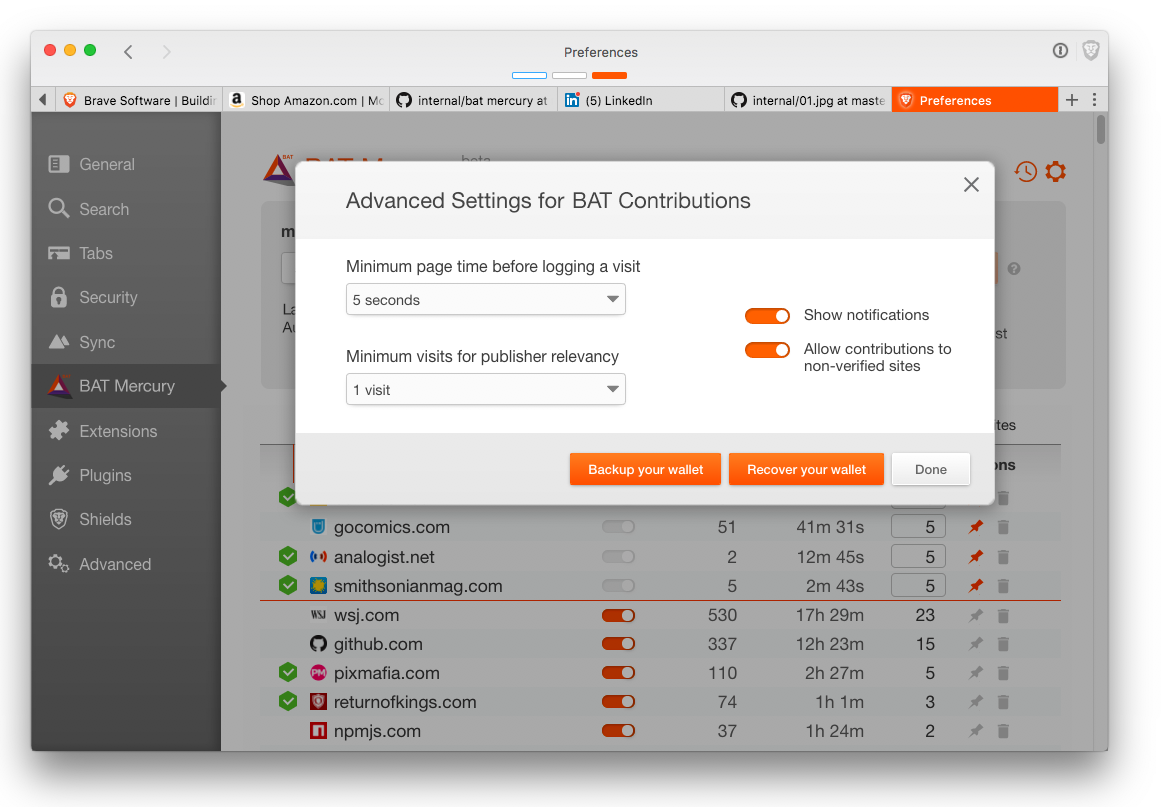 Preferences
Brave Software | Buildin
Shop Amazon.com | Mo
internal/bat mercury at
(5) LinkedIn
internal/01.jpg at maste
Preferences
General
Search
Tabs
Security
Sync
BAT Mercury
Extensions
Plugins
Shields
Advanced
BAT
beta
Advanced Settings for BAT Contributions
Minimum page time before logging a visit
5 seconds
Show notifications
Minimum visits for publisher relevancy
Allow contributions to
non-verified sites
1 visit
Backup your wallet
Recover your wallet
Done
gocomics.com 51 41m 31s 5
analogist.net 2 12m 45s 5
smithsonianmag.com 5 2m 43s 5
WSJ wsj.com 530 17h 29m 23
github.com 337 12h 23m 15
PM pixmafia.com 110 2h 27m 5
returnofkings.com 74 1h 1m 3
npmjs.com 37 1h 24m 2